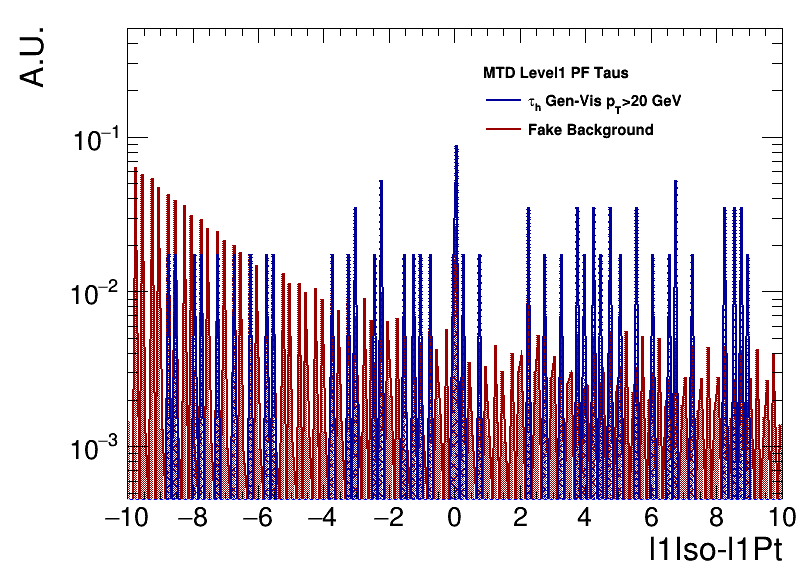 A.U.
MTD Level1 PF Taus
τh Gen-Vis pT>20 GeV
Fake Background
10−1
10−2
10−3
−10 −8 −6 −4 −2 0 2 4 6 8 10
l1Iso-l1Pt